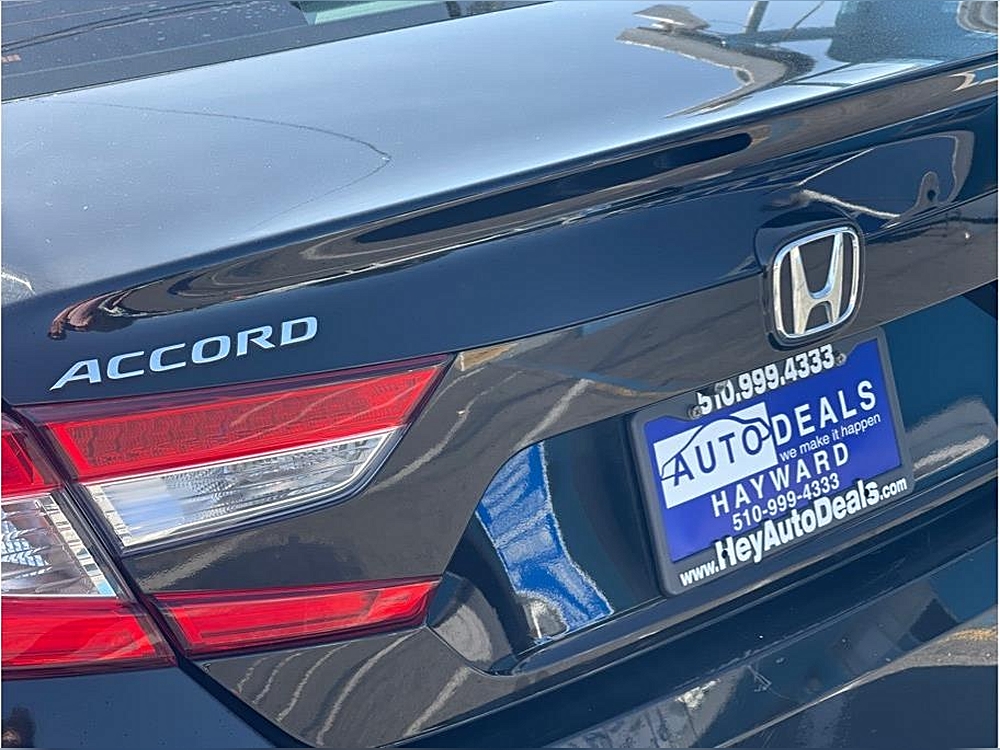 ACCORD
510.999.4333
AUTO DEALS
we make it happen
HAYWARD
510-999-4333
www.HeyAutoDeals.com